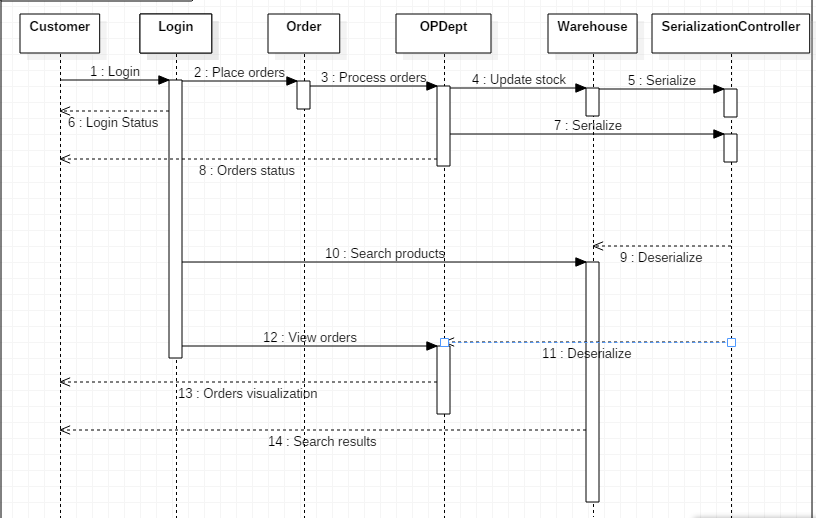 Customer
Login
Order
OPDept
Warehouse
SerializationController
1 : Login
2 : Place orders
3 : Process orders
4 : Update stock
5 : Serialize
6 : Login Status
7 : Serialize
8 : Orders status
10 : Search products
9 : Deserialize
12 : View orders
11 : Deserialize
13 : Orders visualization
14 : Search results